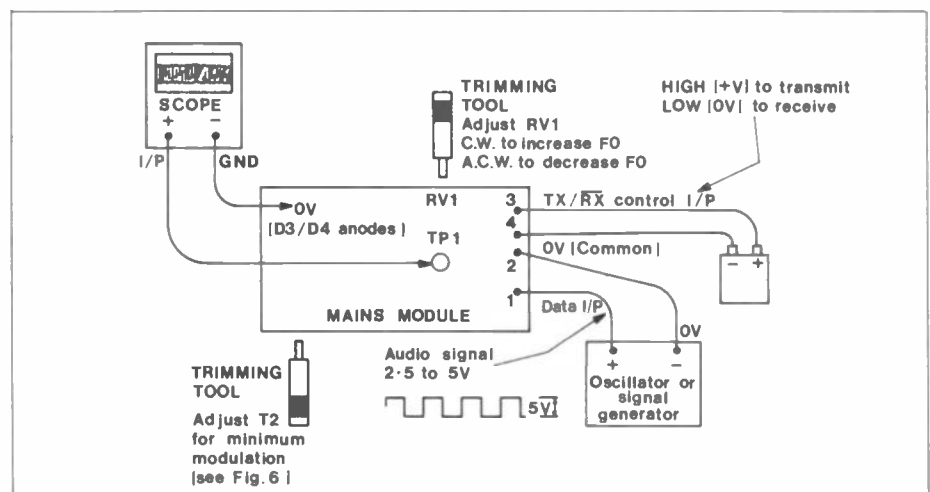 SCOPE
+ −
I/P
GND
TRIMMING
TOOL
Adjust RV1
C.W. to increase F0
A.C.W. to decrease F0
HIGH [+V] to transmit
LOW [0V] to receive
0V
[D3/D4 anodes]
RV1
TP1
3
4
2
1
TX/R̅X̅ control I/P
0V [Common]
Data I/P
MAINS MODULE
− +
0V
+ −
Oscillator or
signal
generator
Audio signal
2·5 to 5V
5V
TRIMMING
TOOL
Adjust T2
for minimum
modulation
[see Fig. 6]